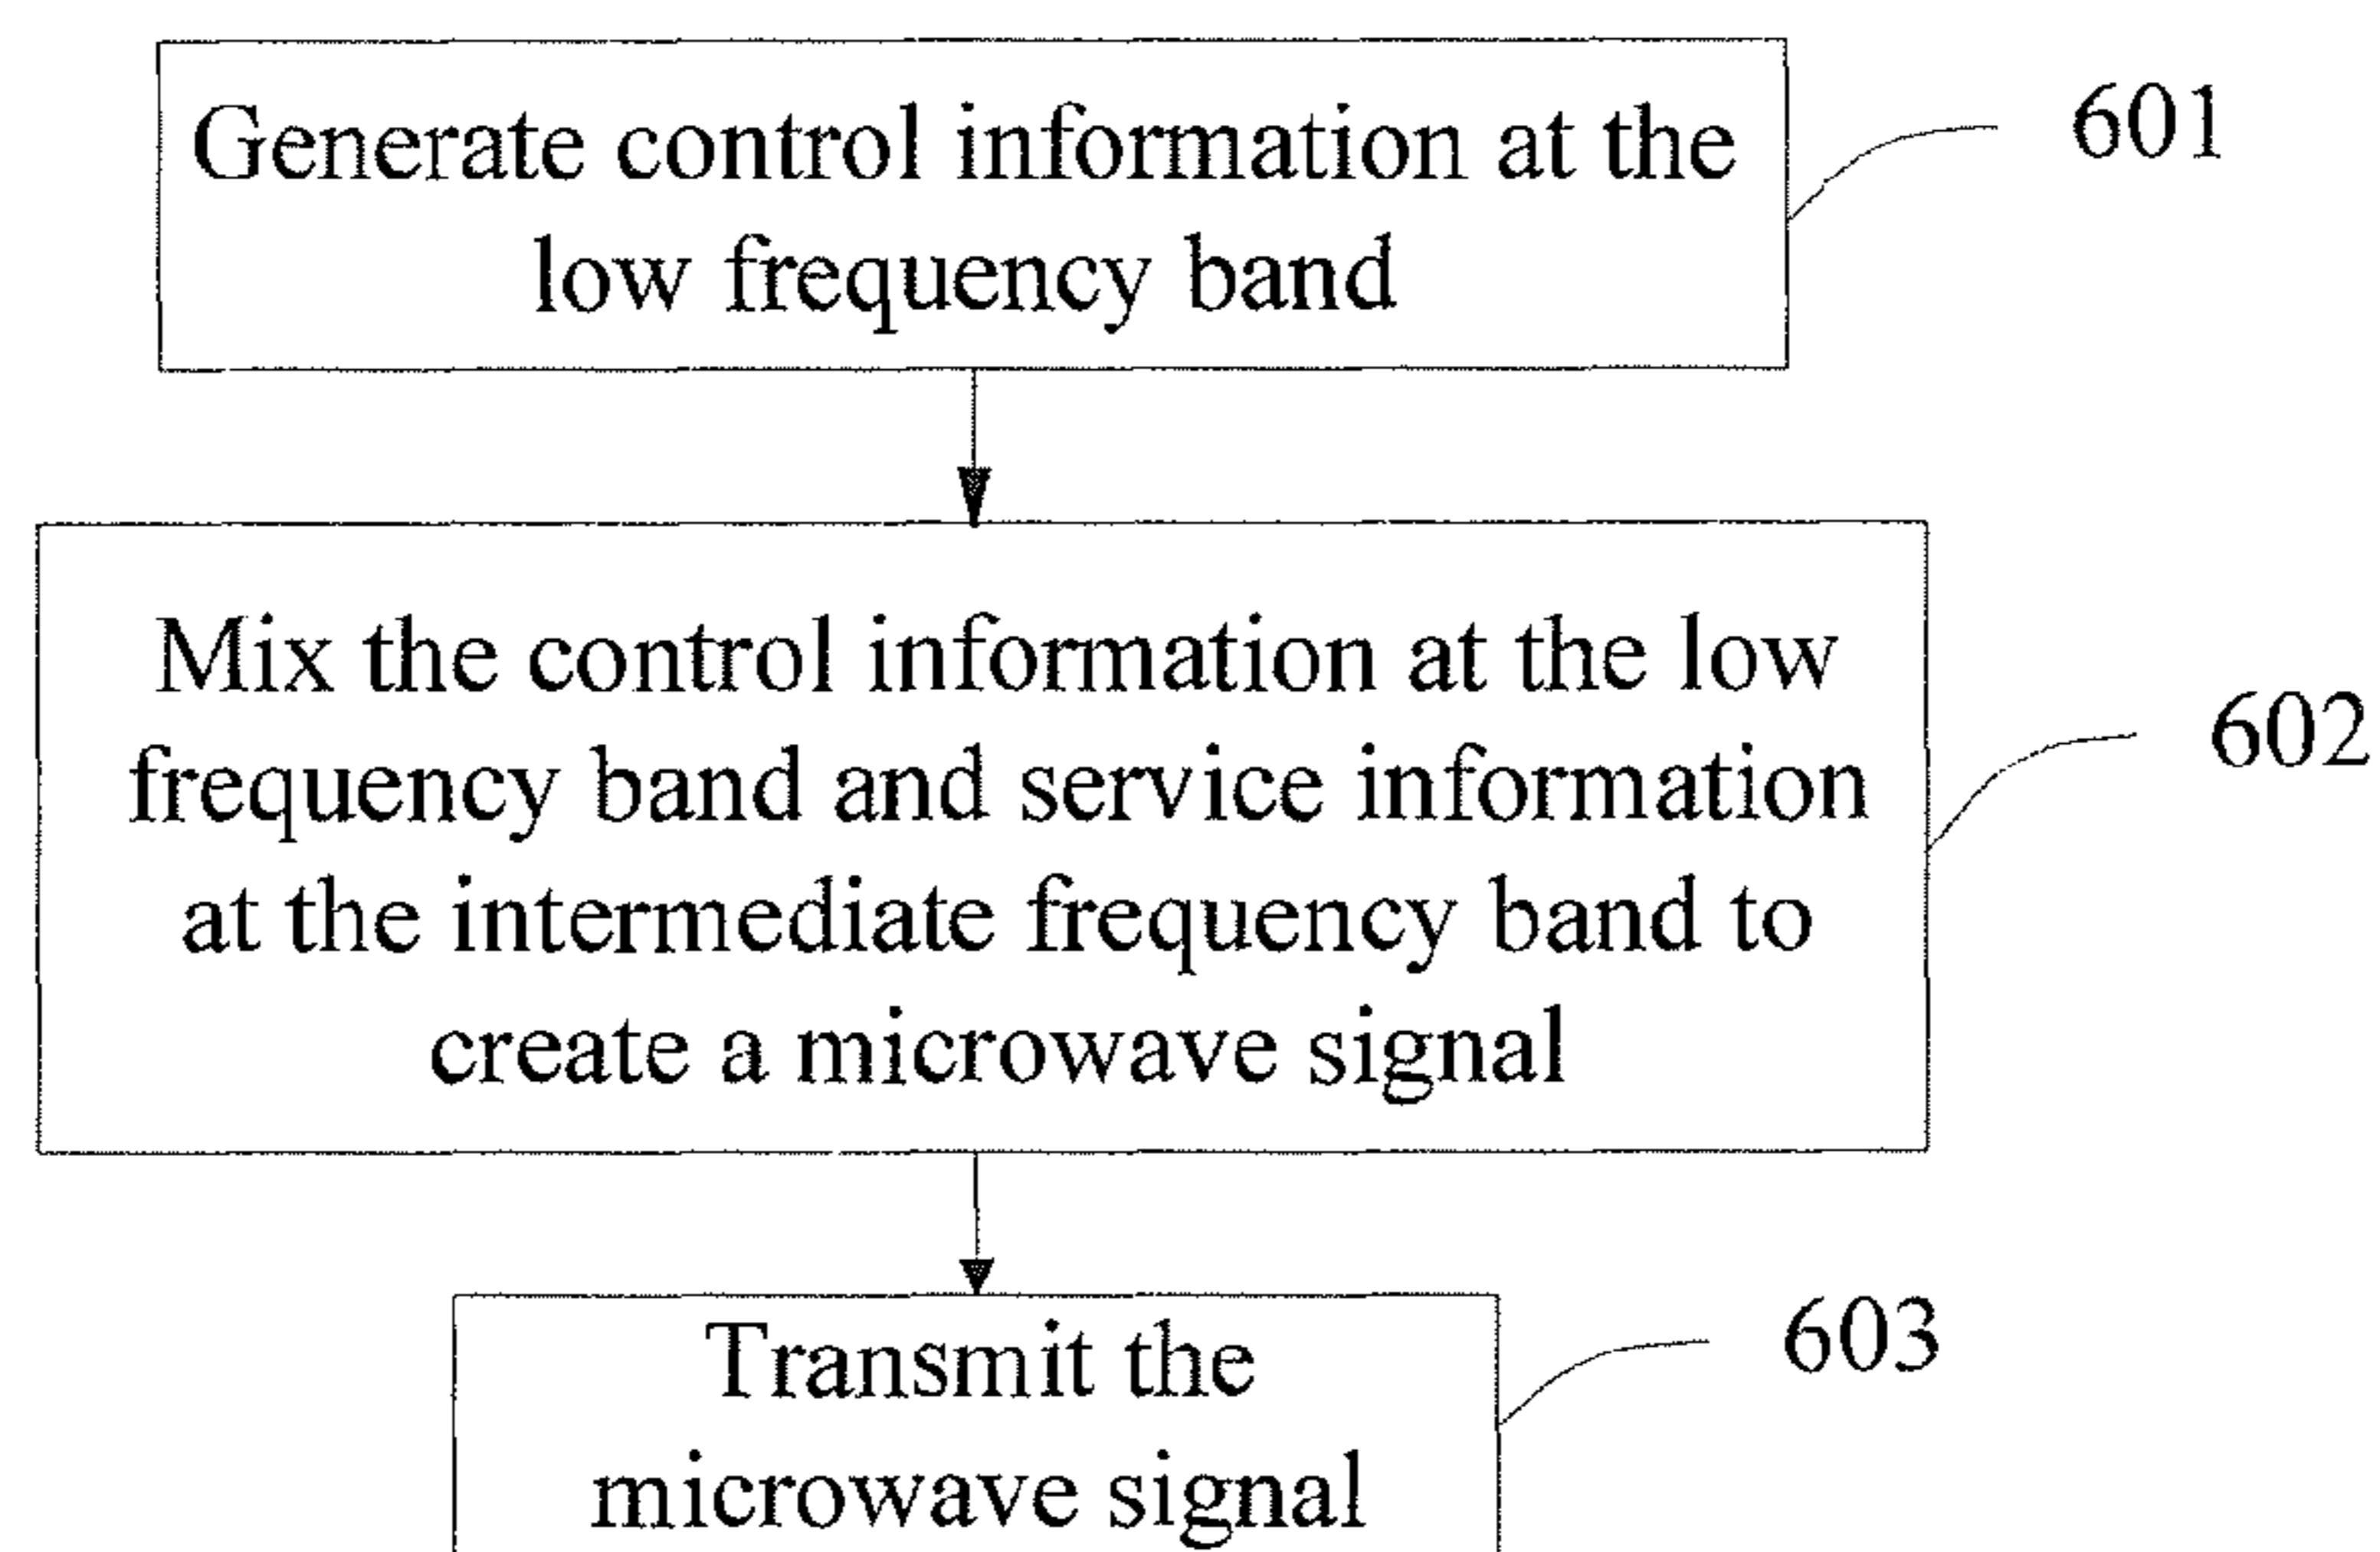 Generate control information at the
low frequency band
601
Mix the control information at the low
frequency band and service information
at the intermediate frequency band to
create a microwave signal
602
Transmit the
microwave signal
603